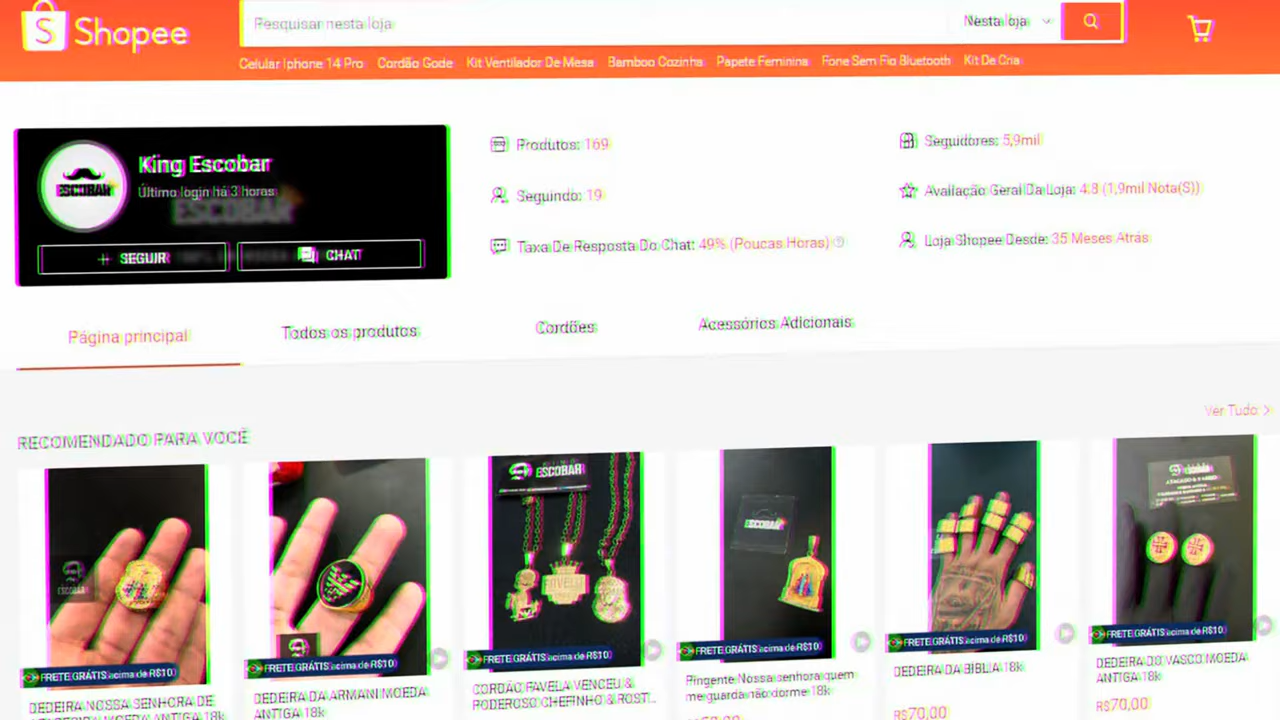 Shopee
Pesquisar nesta loja
Nesta loja
Celular Iphone 14 Pro Cordão Gode Kit Ventilador De Mesa Bamboo Cozinha Papete Feminina Fone Sem Fio Bluetooth Kit De Cria
King Escobar
Último login há 3 horas
ESCOBAR
ESCOBAR
+ SEGUIR
CHAT
Produtos: 169
Seguindo: 19
Taxa De Resposta Do Chat: 49% (Poucas Horas)
Seguidores: 5,9mil
Avaliação Geral Da Loja: 4.8 (1,9mil Nota(S))
Loja Shopee Desde: 35 Meses Atrás
Página principal
Todos os produtos
Cordões
Acessórios Adicionais
Ver Tudo >
RECOMENDADO PARA VOCÊ
ESCOBAR
ESCOBAR
FAVELA
ESCOBAR
FRETE GRÁTIS acima de R$10
FRETE GRÁTIS acima de R$10
FRETE GRÁTIS acima de R$10
FRETE GRÁTIS acima de R$10
FRETE GRÁTIS acima de R$10
FRETE GRÁTIS acima de R$10
DEDEIRA NOSSA SENHORA DE
MOEDA ANTIGA 18k
DEDEIRA DA ARMANI MOEDA
ANTIGA 18k
CORDÃO FAVELA VENCEU &
PODEROSO CHEFINHO & ROST...
Pingente Nossa senhora quem
me guarda não dorme 18k
DEDEIRA DA BIBLIA 18k
R$70,00
DEDEIRA DO VASCO MOEDA
ANTIGA 18k
R$70,00